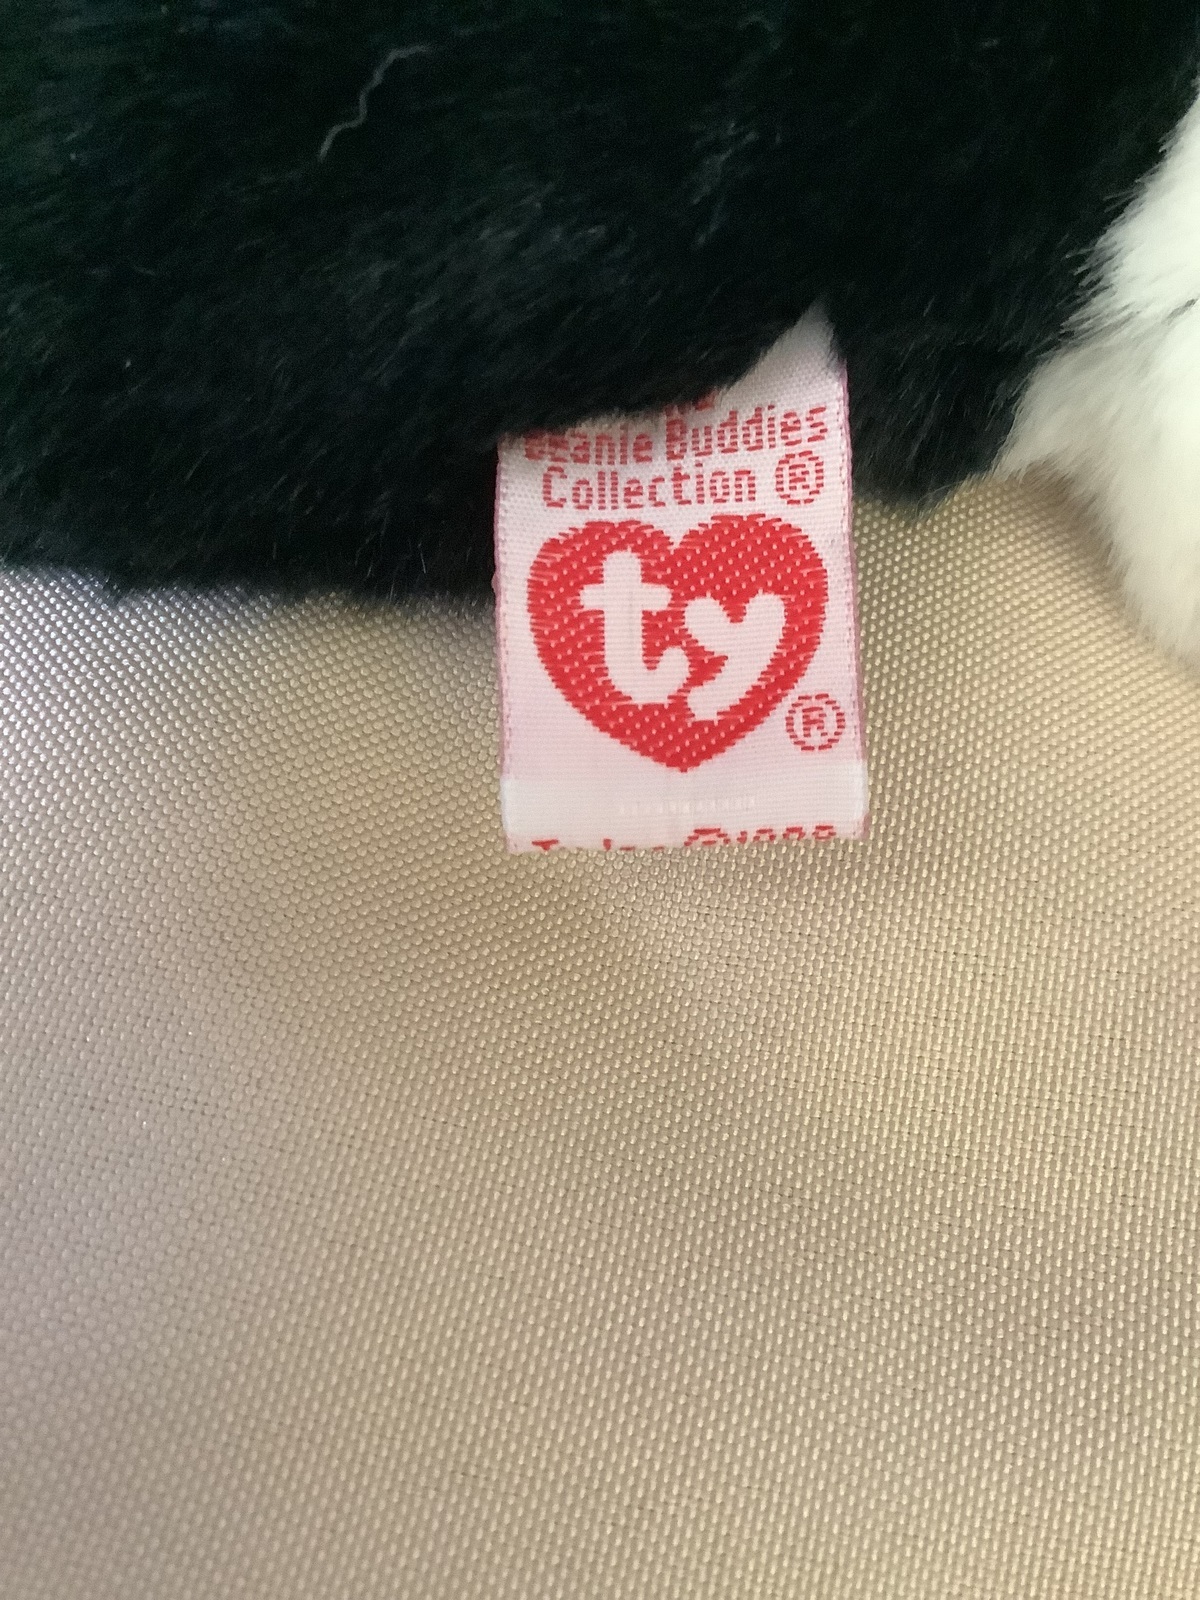 Beanie Buddies
Collection ®
ty
®